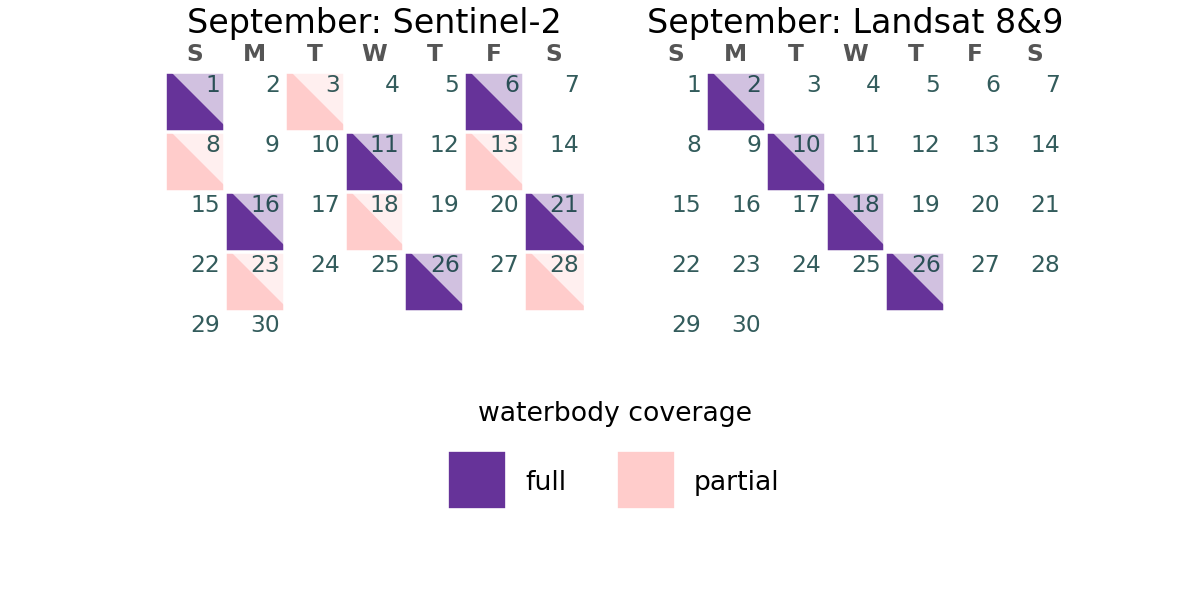 September: Sentinel-2
S M T W T F S
1 2 3 4 5 6 7
8 9 10 11 12 13 14
15 16 17 18 19 20 21
22 23 24 25 26 27 28
29 30
September: Landsat 8&9
S M T W T F S
1 2 3 4 5 6 7
8 9 10 11 12 13 14
15 16 17 18 19 20 21
22 23 24 25 26 27 28
29 30
waterbody coverage
full partial